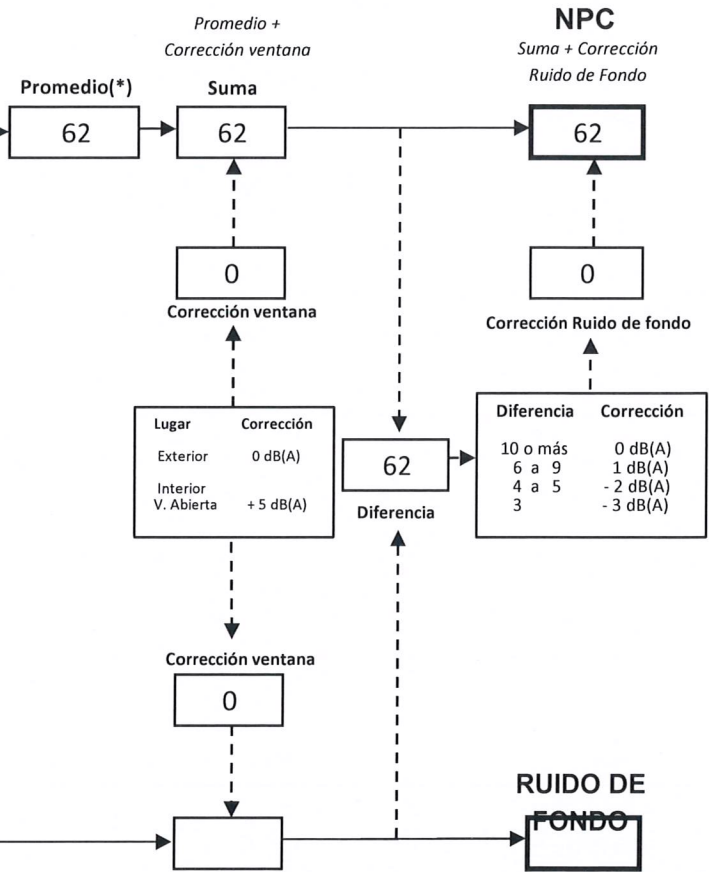 Promedio +
Corrección ventana
NPC
Suma + Corrección
Ruido de Fondo
Promedio(*)
Suma
62
62
62
0
Corrección ventana
0
Corrección Ruido de fondo
Lugar Corrección
Exterior 0 dB(A)
Interior
V. Abierta + 5 dB(A)
62
Diferencia
Diferencia Corrección
10 o más 0 dB(A)
6 a 9 1 dB(A)
4 a 5 - 2 dB(A)
3 - 3 dB(A)
Corrección ventana
0
RUIDO DE
FONDO